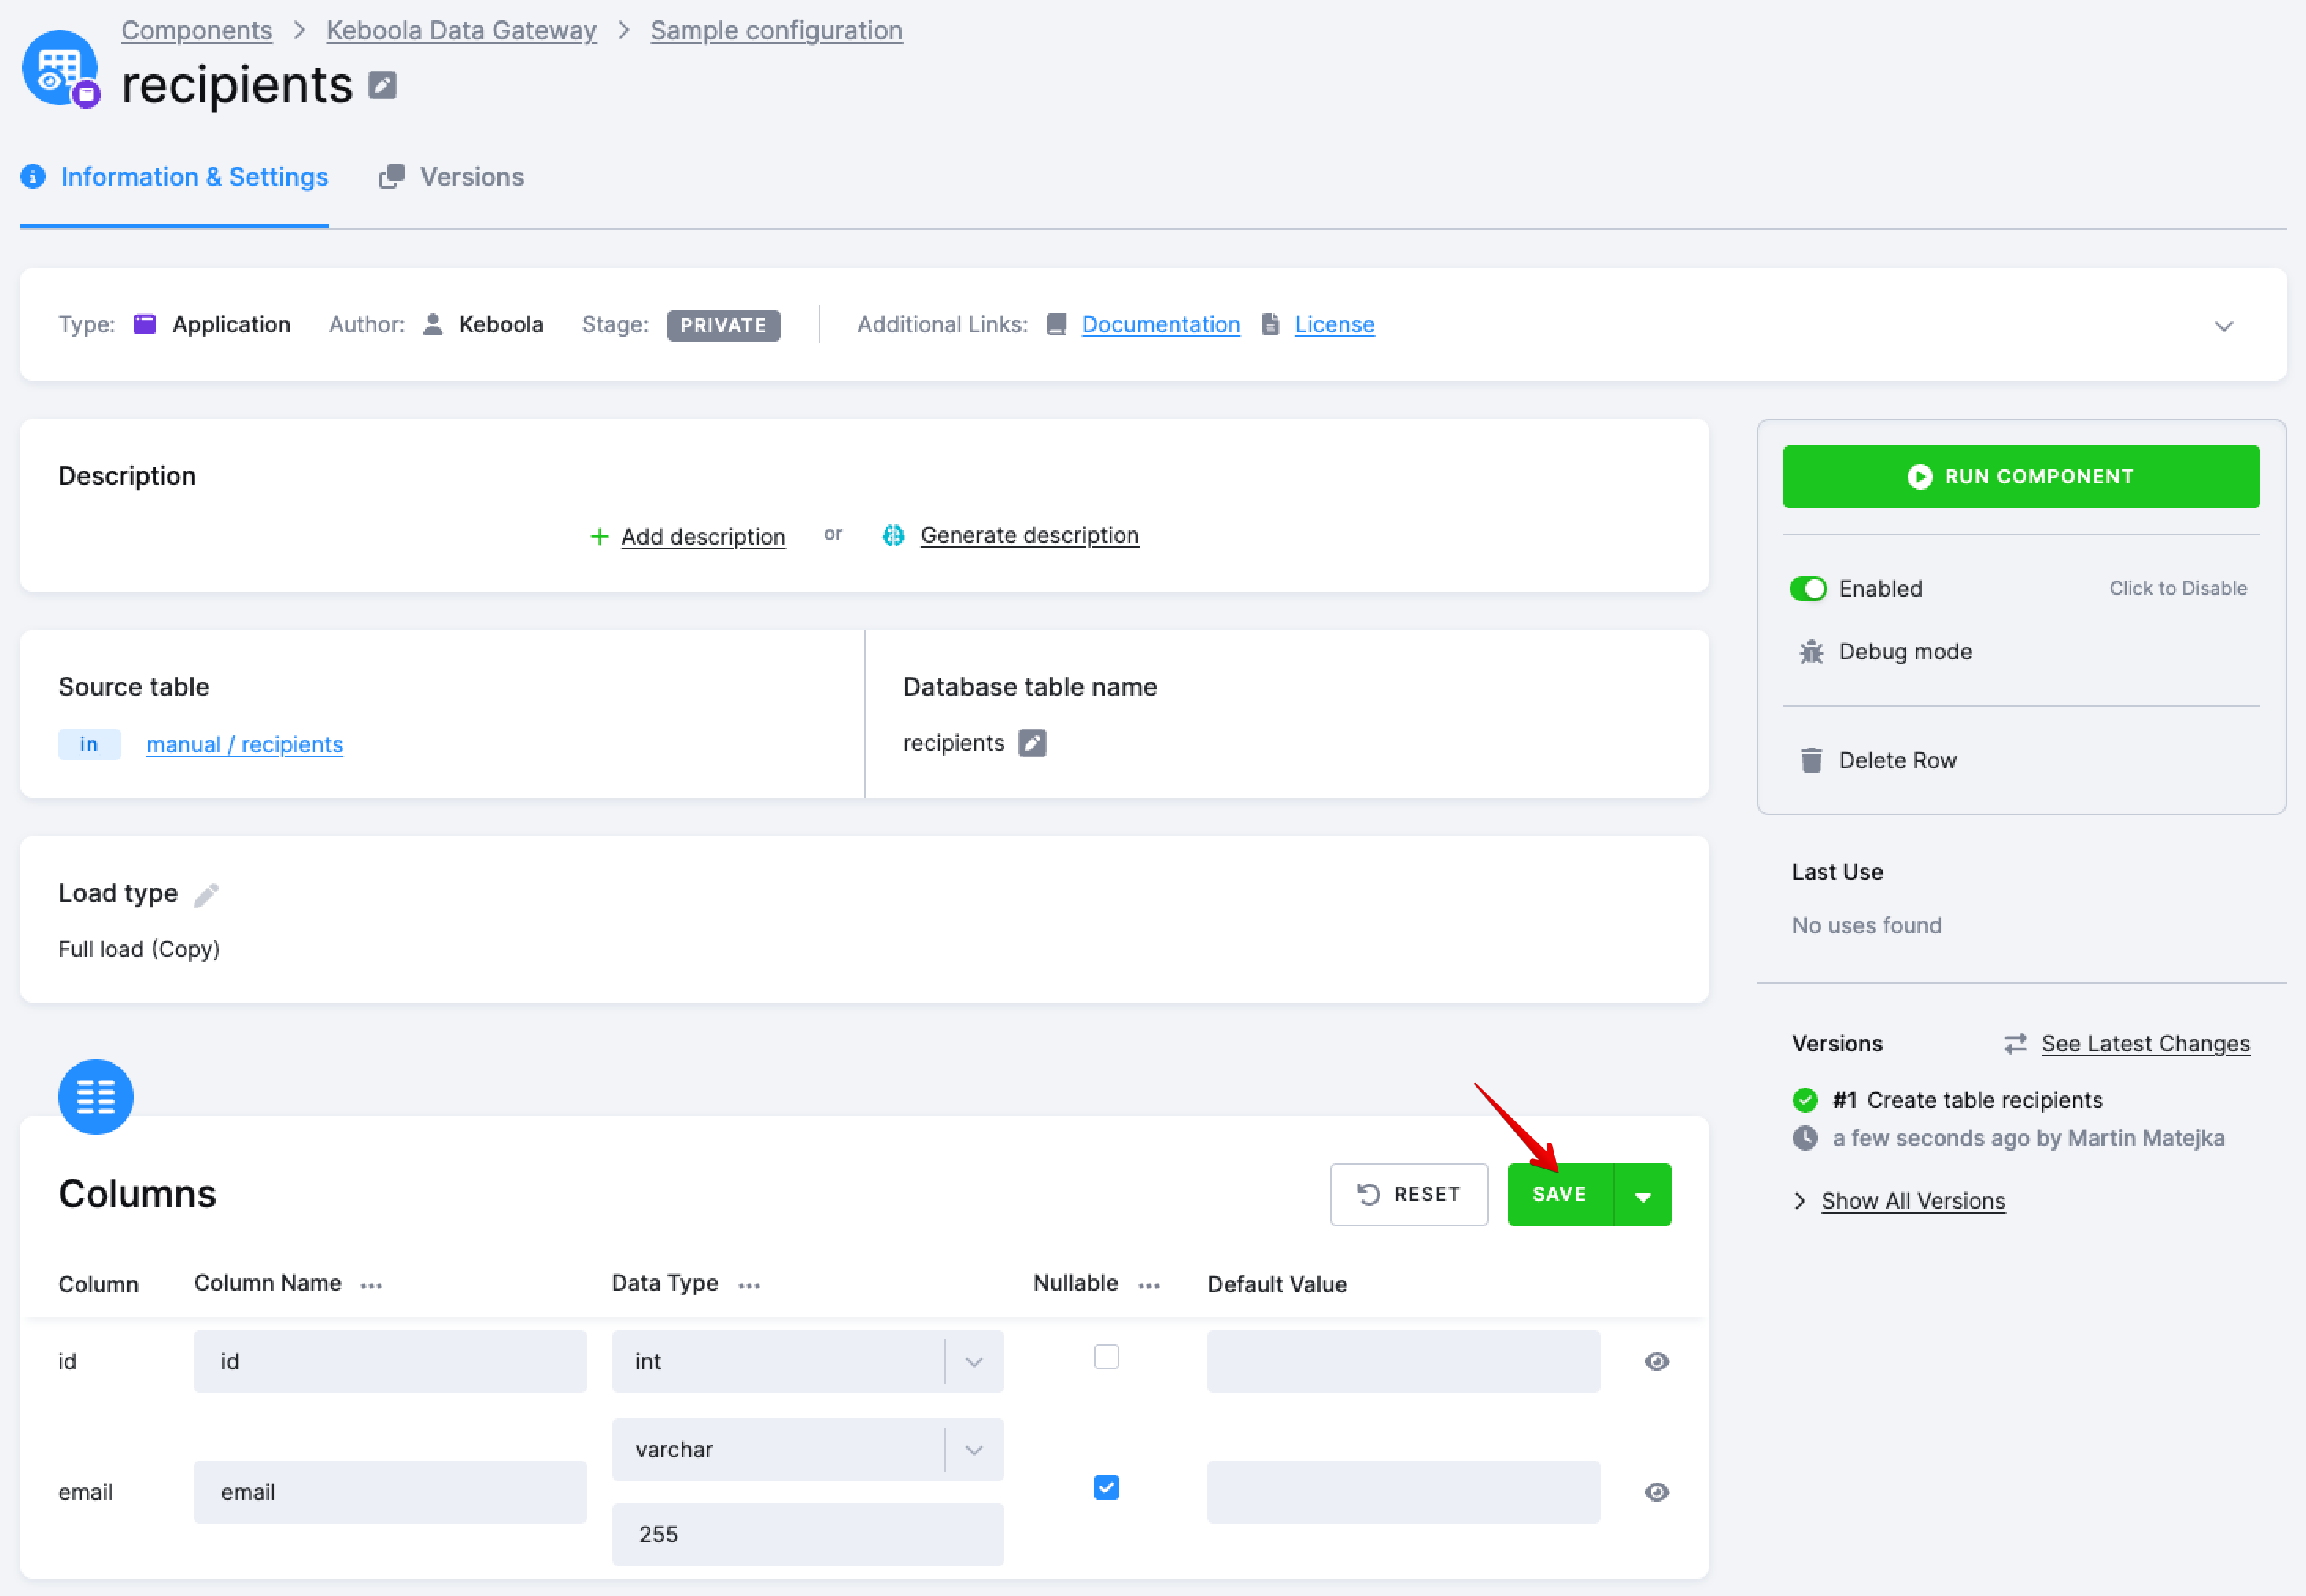 Components > Keboola Data Gateway > Sample configuration
recipients
Information & Settings
Versions
Type: Application Author: Keboola Stage: PRIVATE Additional Links: Documentation License
Description
+ Add description or Generate description
Source table
in manual / recipients
Database table name
recipients
Load type
Full load (Copy)
Columns
RESET SAVE
Column Column Name ... Data Type ... Nullable ... Default Value
id id int
varchar
email email
255
RUN COMPONENT
Enabled Click to Disable
Debug mode
Delete Row
Last Use
No uses found
Versions See Latest Changes
#1 Create table recipients
a few seconds ago by Martin Matejka
> Show All Versions